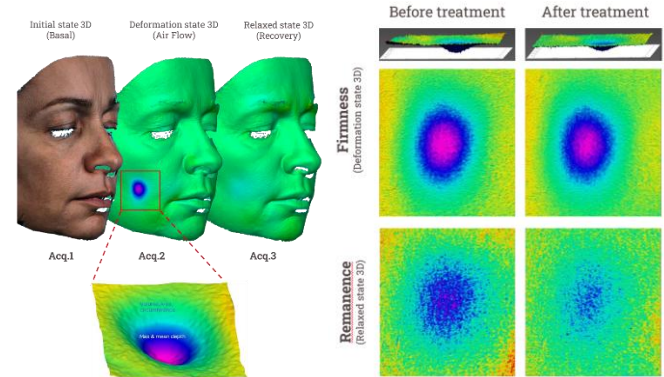 Initial state 3D
(Basal)
Deformation state 3D
(Air Flow)
Relaxed state 3D
(Recovery)
Acq.1
Acq.2
Acq.3
Max & mean depth
Before treatment
After treatment
Firmness
(Deformation state 3D)
Remanence
(Relaxed state 3D)